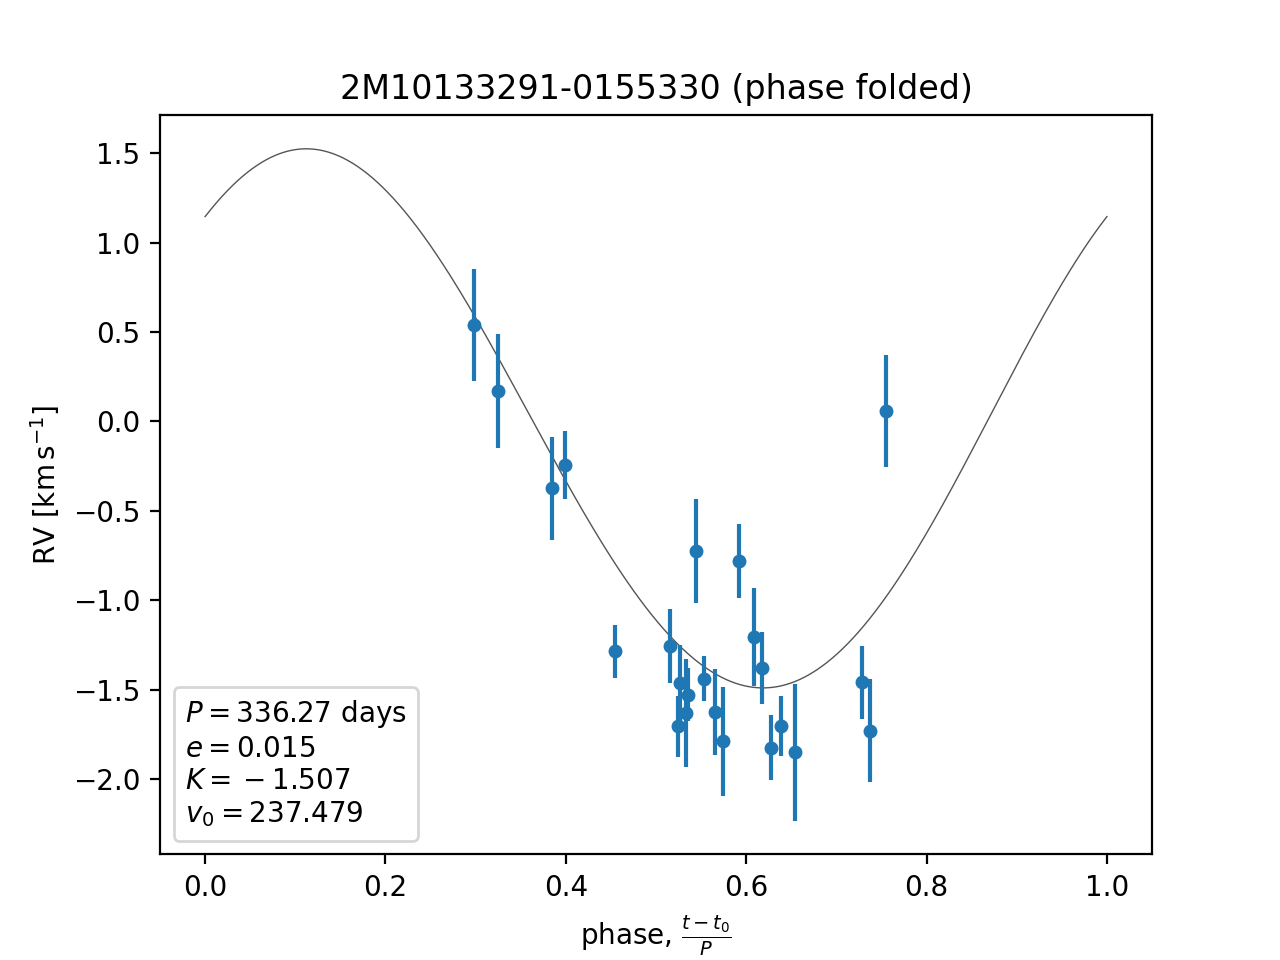 2M10133291-0155330 (phase folded)
1.5
1.0
0.5
0.0
−0.5
−1.0
−1.5
−2.0
RV [km s⁻¹]
P = 336.27 days
e = 0.015
K = −1.507
v₀ = 237.479
0.0 0.2 0.4 0.6 0.8 1.0
phase, (t − t₀)/P